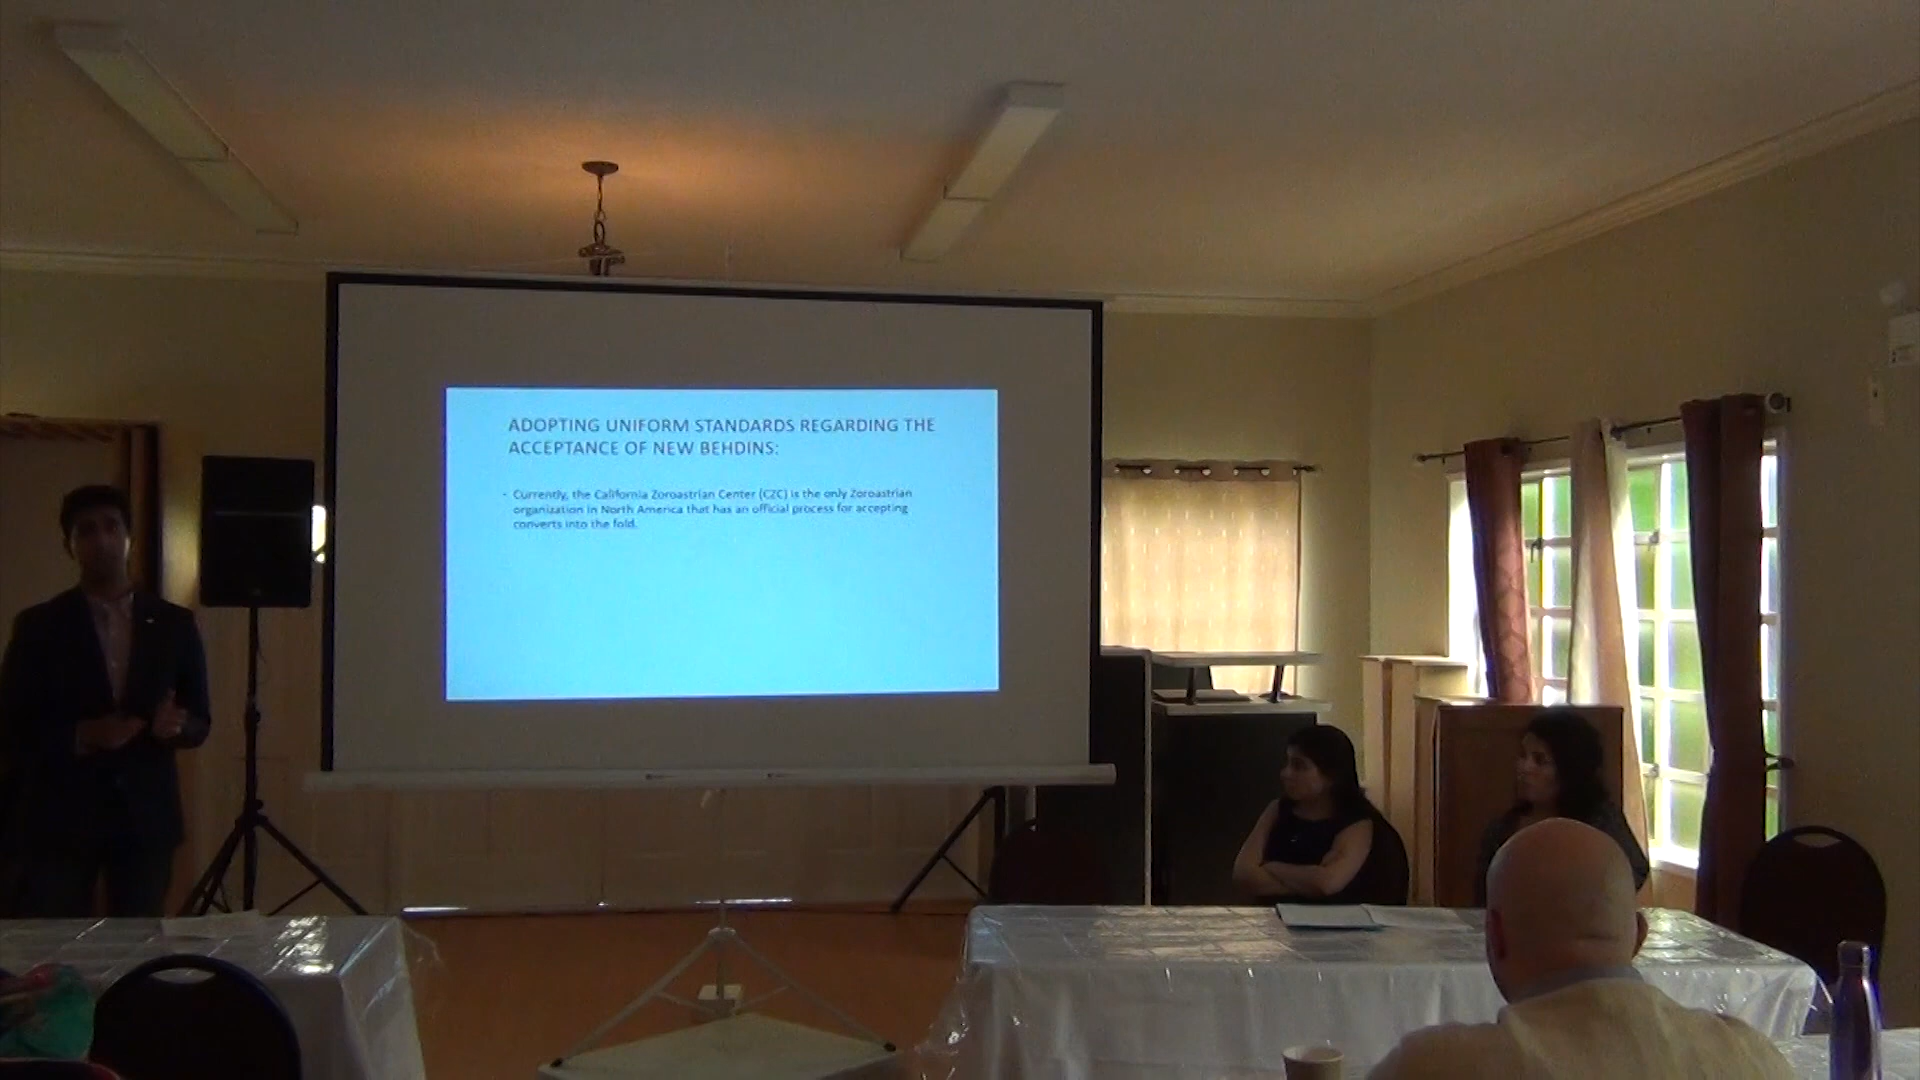 ADOPTING UNIFORM STANDARDS REGARDING THE
ACCEPTANCE OF NEW BEHDINS:
• Currently, the California Zoroastrian Center (CZC) is the only Zoroastrian
organization in North America that has an official process for accepting
converts into the fold.